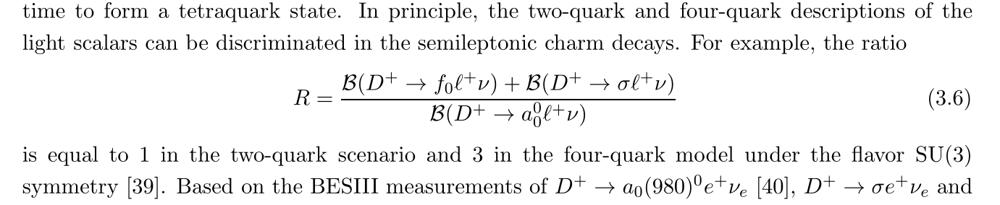 time to form a tetraquark state. In principle, the two-quark and four-quark descriptions of the
light scalars can be discriminated in the semileptonic charm decays. For example, the ratio
R = \frac{\mathcal{B}(D^+ \to f_0 \ell^+ \nu) + \mathcal{B}(D^+ \to \sigma \ell^+ \nu)}{\mathcal{B}(D^+ \to a_0^0 \ell^+ \nu)} (3.6)
is equal to 1 in the two-quark scenario and 3 in the four-quark model under the flavor SU(3)
symmetry [39]. Based on the BESIII measurements of D^+ \to a_0(980)^0 e^+ \nu_e [40], D^+ \to \sigma e^+ \nu_e and